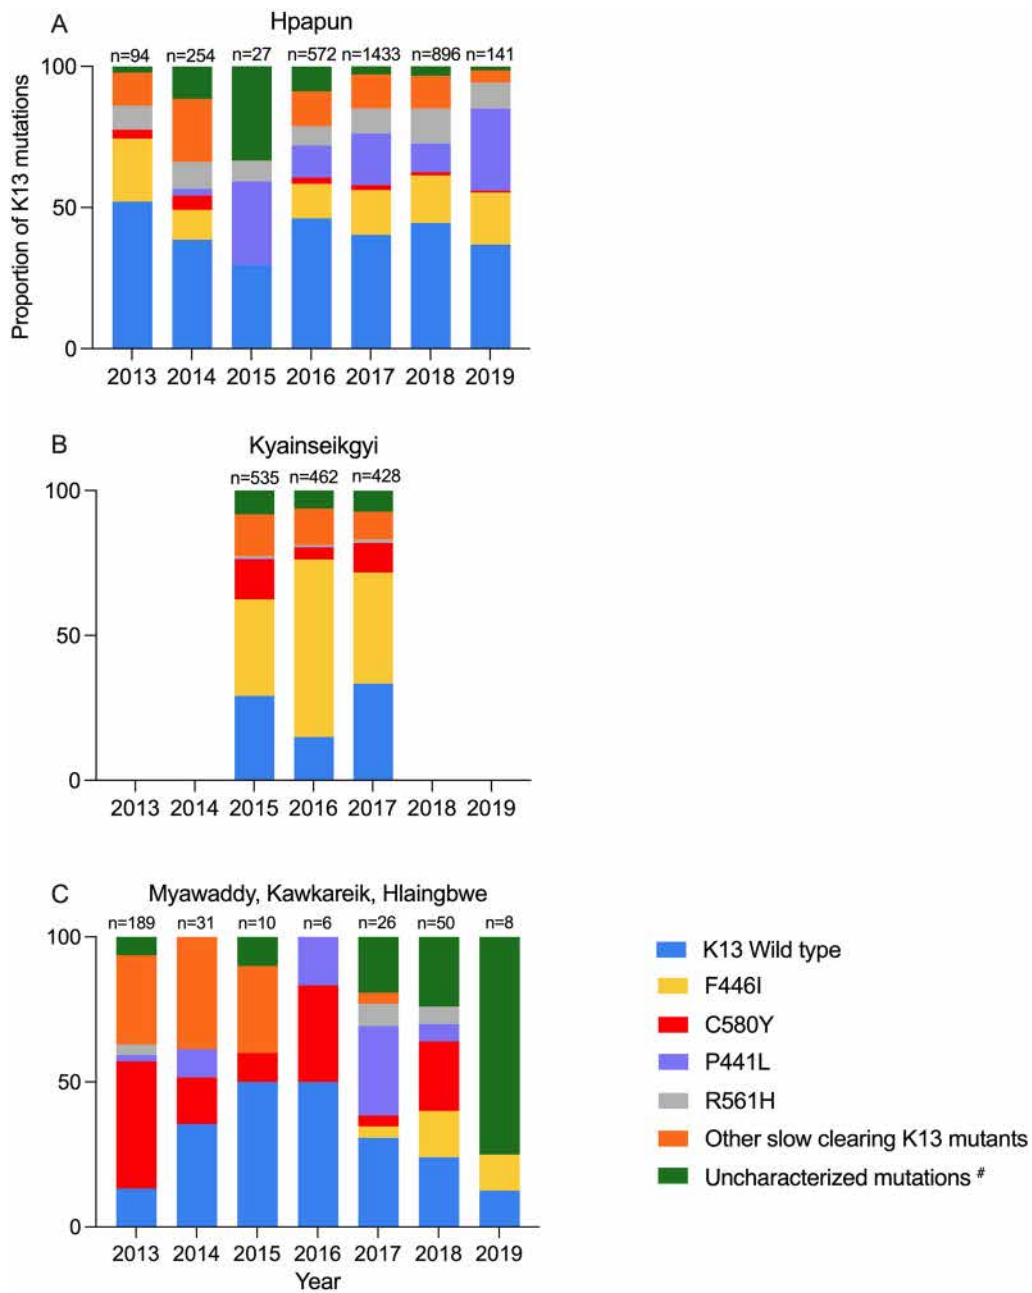 A
Hpapun
n=94 n=254 n=27 n=572 n=1433 n=896 n=141
100
50
0
Proportion of K13 mutations
2013 2014 2015 2016 2017 2018 2019
B
Kyainseikgyi
n=535 n=462 n=428
100
50
0
2013 2014 2015 2016 2017 2018 2019
C
Myawaddy, Kawkareik, Hlaingbwe
n=189 n=31 n=10 n=6 n=26 n=50 n=8
100
50
0
2013 2014 2015 2016 2017 2018 2019
Year
K13 Wild type
F446I
C580Y
P441L
R561H
Other slow clearing K13 mutants
Uncharacterized mutations #